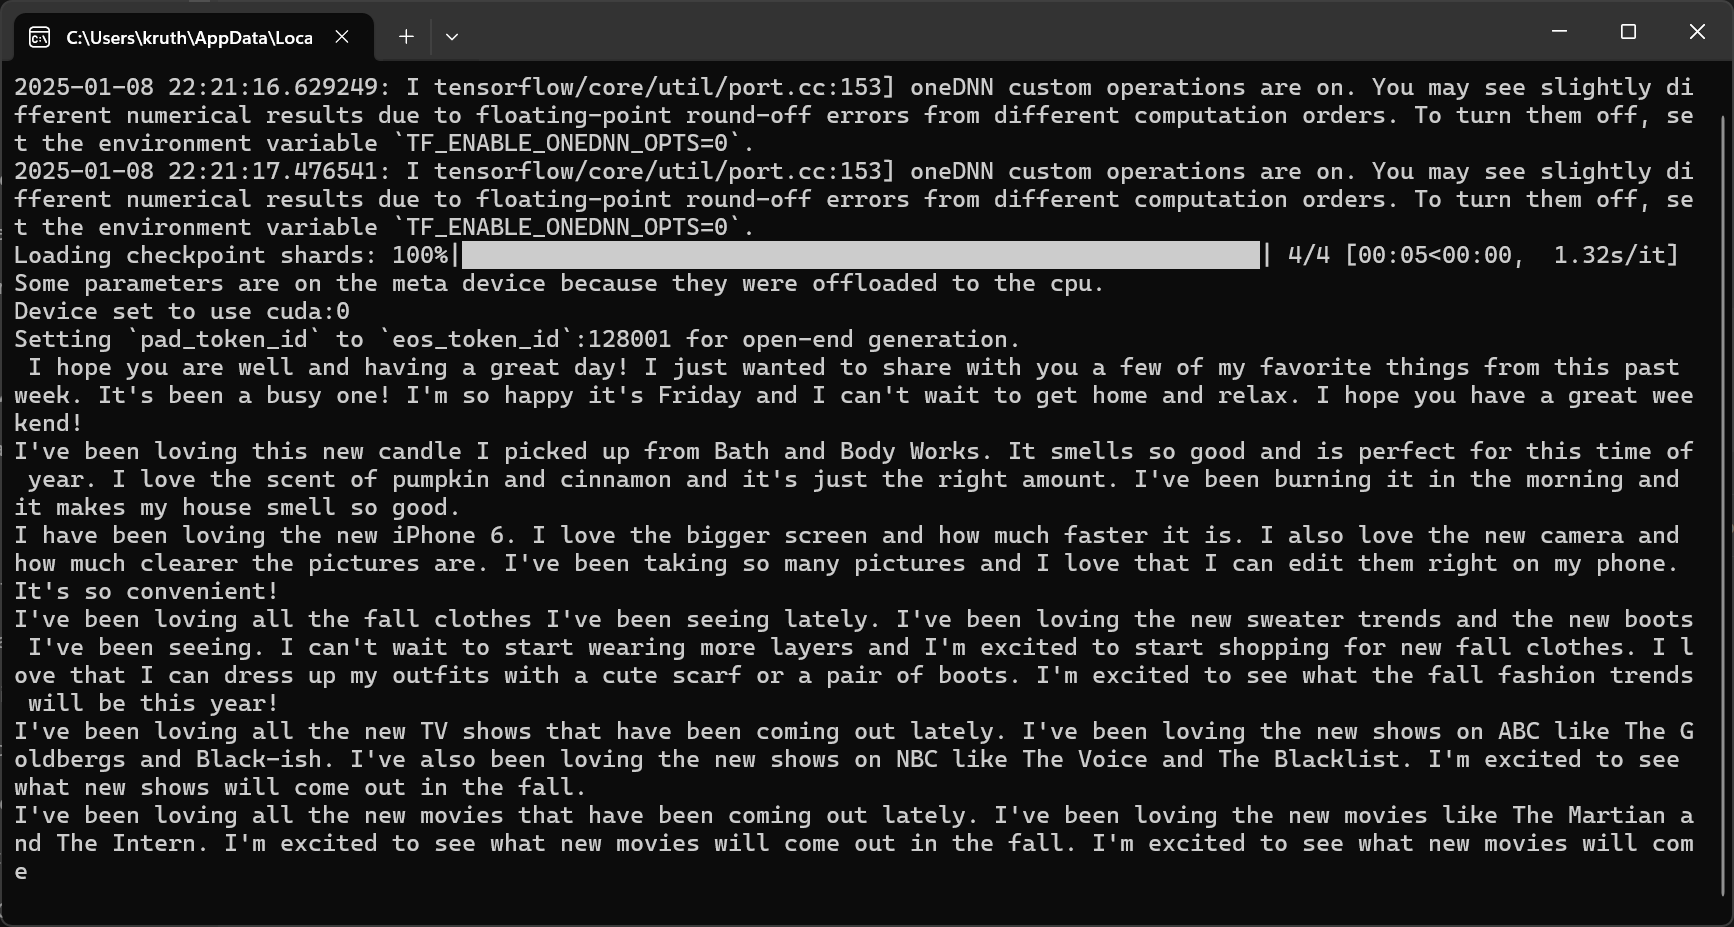 C:\Users\kruth\AppData\Loca
2025-01-08 22:21:16.629249: I tensorflow/core/util/port.cc:153] oneDNN custom operations are on. You may see slightly di
fferent numerical results due to floating-point round-off errors from different computation orders. To turn them off, se
t the environment variable `TF_ENABLE_ONEDNN_OPTS=0`.
2025-01-08 22:21:17.476541: I tensorflow/core/util/port.cc:153] oneDNN custom operations are on. You may see slightly di
fferent numerical results due to floating-point round-off errors from different computation orders. To turn them off, se
t the environment variable `TF_ENABLE_ONEDNN_OPTS=0`.
Loading checkpoint shards: 100%|██████████| 4/4 [00:05<00:00,  1.32s/it]
Some parameters are on the meta device because they were offloaded to the cpu.
Device set to use cuda:0
Setting `pad_token_id` to `eos_token_id`:128001 for open-end generation.
 I hope you are well and having a great day! I just wanted to share with you a few of my favorite things from this past
week. It's been a busy one! I'm so happy it's Friday and I can't wait to get home and relax. I hope you have a great wee
kend!
I've been loving this new candle I picked up from Bath and Body Works. It smells so good and is perfect for this time of
 year. I love the scent of pumpkin and cinnamon and it's just the right amount. I've been burning it in the morning and
it makes my house smell so good.
I have been loving the new iPhone 6. I love the bigger screen and how much faster it is. I also love the new camera and
how much clearer the pictures are. I've been taking so many pictures and I love that I can edit them right on my phone.
It's so convenient!
I've been loving all the fall clothes I've been seeing lately. I've been loving the new sweater trends and the new boots
 I've been seeing. I can't wait to start wearing more layers and I'm excited to start shopping for new fall clothes. I l
ove that I can dress up my outfits with a cute scarf or a pair of boots. I'm excited to see what the fall fashion trends
 will be this year!
I've been loving all the new TV shows that have been coming out lately. I've been loving the new shows on ABC like The G
oldbergs and Black-ish. I've also been loving the new shows on NBC like The Voice and The Blacklist. I'm excited to see
what new shows will come out in the fall.
I've been loving all the new movies that have been coming out lately. I've been loving the new movies like The Martian a
nd The Intern. I'm excited to see what new movies will come out in the fall. I'm excited to see what new movies will com
e